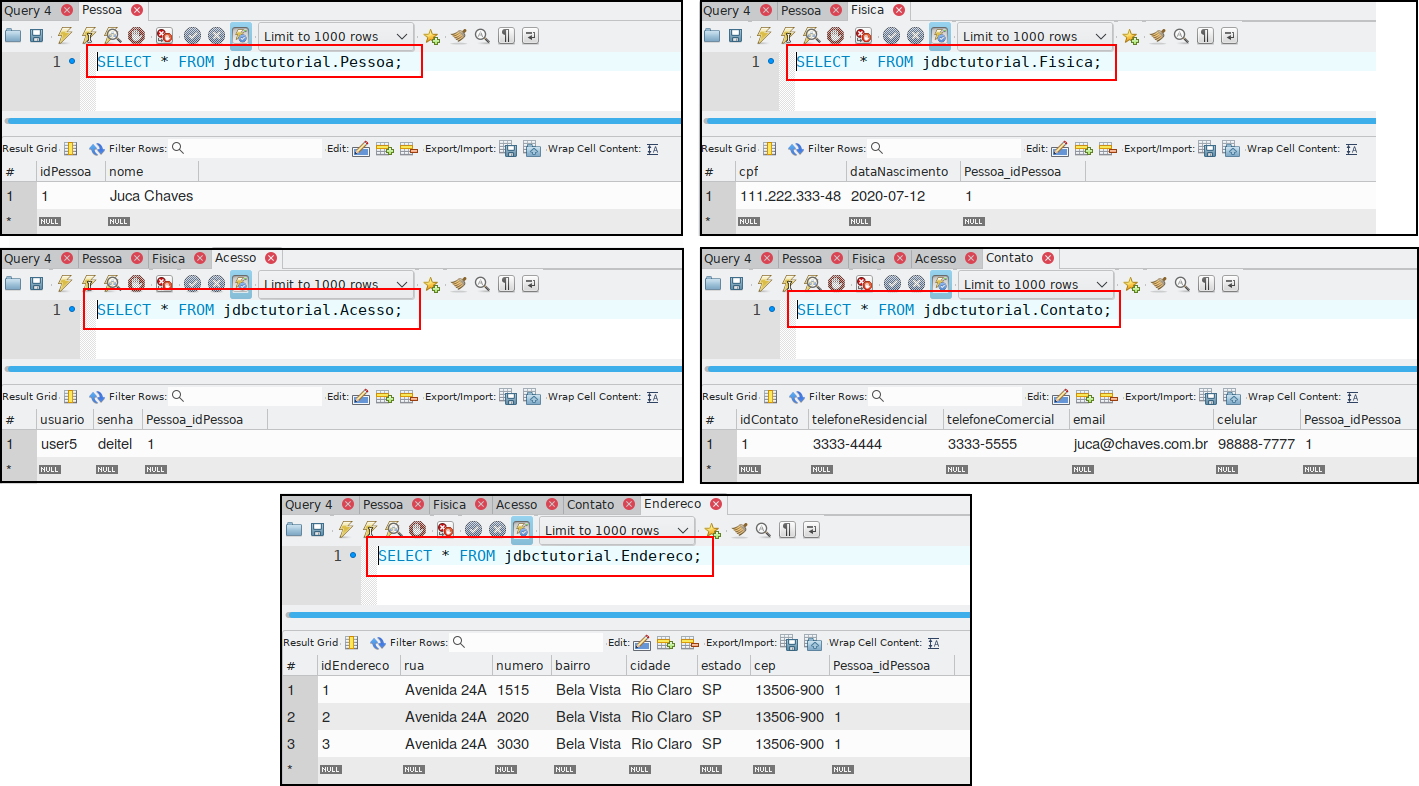 Query 4 Pessoa
Limit to 1000 rows
1 SELECT * FROM jdbctutorial.Pessoa;
Result Grid Filter Rows: Edit: Export/Import: Wrap Cell Content: IA
# idPessoa nome
1 1 Juca Chaves
* NULL NULL
Query 4 Pessoa Fisica
Limit to 1000 rows
1 SELECT * FROM jdbctutorial.Fisica;
Result Grid Filter Rows: Edit: Export/Import: Wrap Cell Content: IA
# cpf dataNascimento Pessoa_idPessoa
1 111.222.333-48 2020-07-12 1
* NULL NULL NULL
Query 4 Pessoa Fisica Acesso
Limit to 1000 rows
1 SELECT * FROM jdbctutorial.Acesso;
Result Grid Filter Rows: Edit: Export/Import: Wrap Cell Content: IA
# usuario senha Pessoa_idPessoa
1 user5 deitel 1
* NULL NULL NULL
Query 4 Pessoa Fisica Acesso Contato
Limit to 1000 rows
1 SELECT * FROM jdbctutorial.Contato;
Result Grid Filter Rows: Edit: Export/Import: Wrap Cell Content: IA
# idContato telefoneResidencial telefoneComercial email celular Pessoa_idPessoa
1 1 3333-4444 3333-5555 juca@chaves.com.br 98888-7777 1
* NULL NULL NULL NULL NULL NULL
Query 4 Pessoa Fisica Acesso Contato Endereco
Limit to 1000 rows
1 SELECT * FROM jdbctutorial.Endereco;
Result Grid Filter Rows: Edit: Export/Import: Wrap Cell Content: IA
# idEndereco rua numero bairro cidade estado cep Pessoa_idPessoa
1 1 Avenida 24A 1515 Bela Vista Rio Claro SP 13506-900 1
2 2 Avenida 24A 2020 Bela Vista Rio Claro SP 13506-900 1
3 3 Avenida 24A 3030 Bela Vista Rio Claro SP 13506-900 1
* NULL NULL NULL NULL NULL NULL NULL NULL